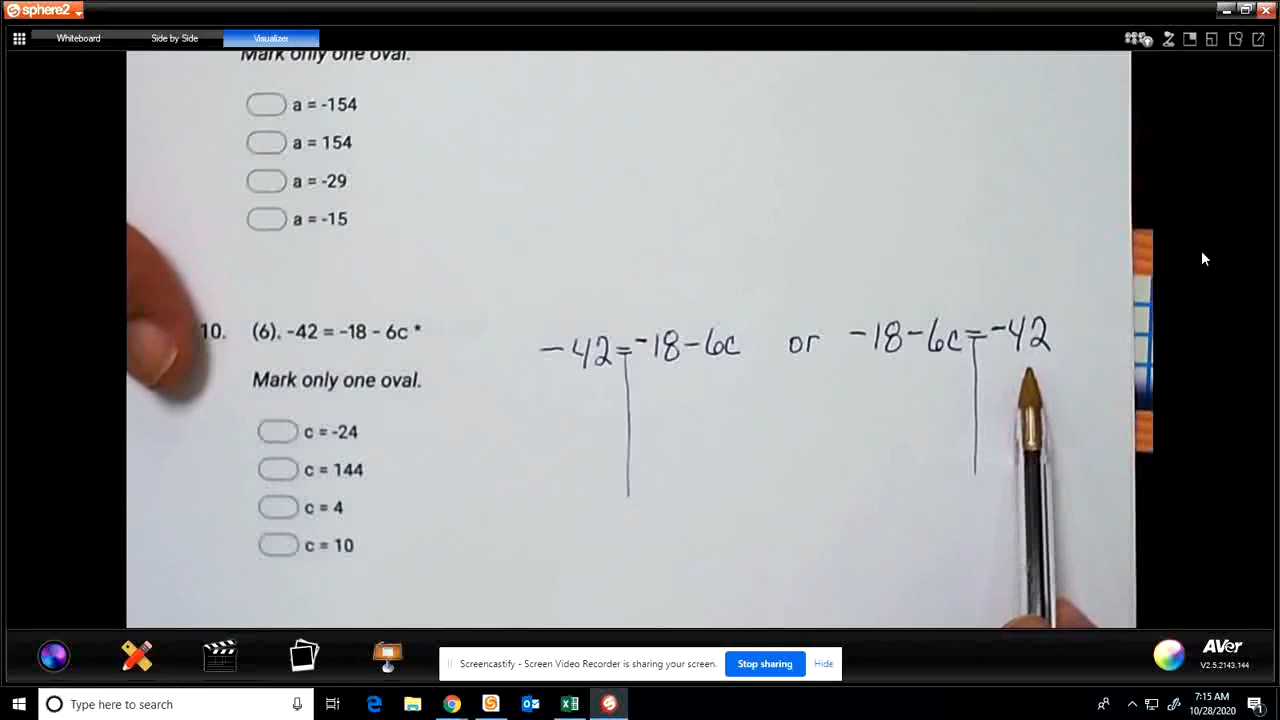 sphere2
Whiteboard Side by Side Visualizer
Mark only one oval.
a = -154
a = 154
a = -29
a = -15
10. (6). -42 = -18 - 6c *
-42 = -18 - 6c or -18 - 6c = -42
Mark only one oval.
c = -24
c = 144
c = 4
c = 10
AVer
V2.5.2143.144
Screencastify - Screen Video Recorder is sharing your screen. Stop sharing Hide
Type here to search
7:15 AM
10/28/2020
1